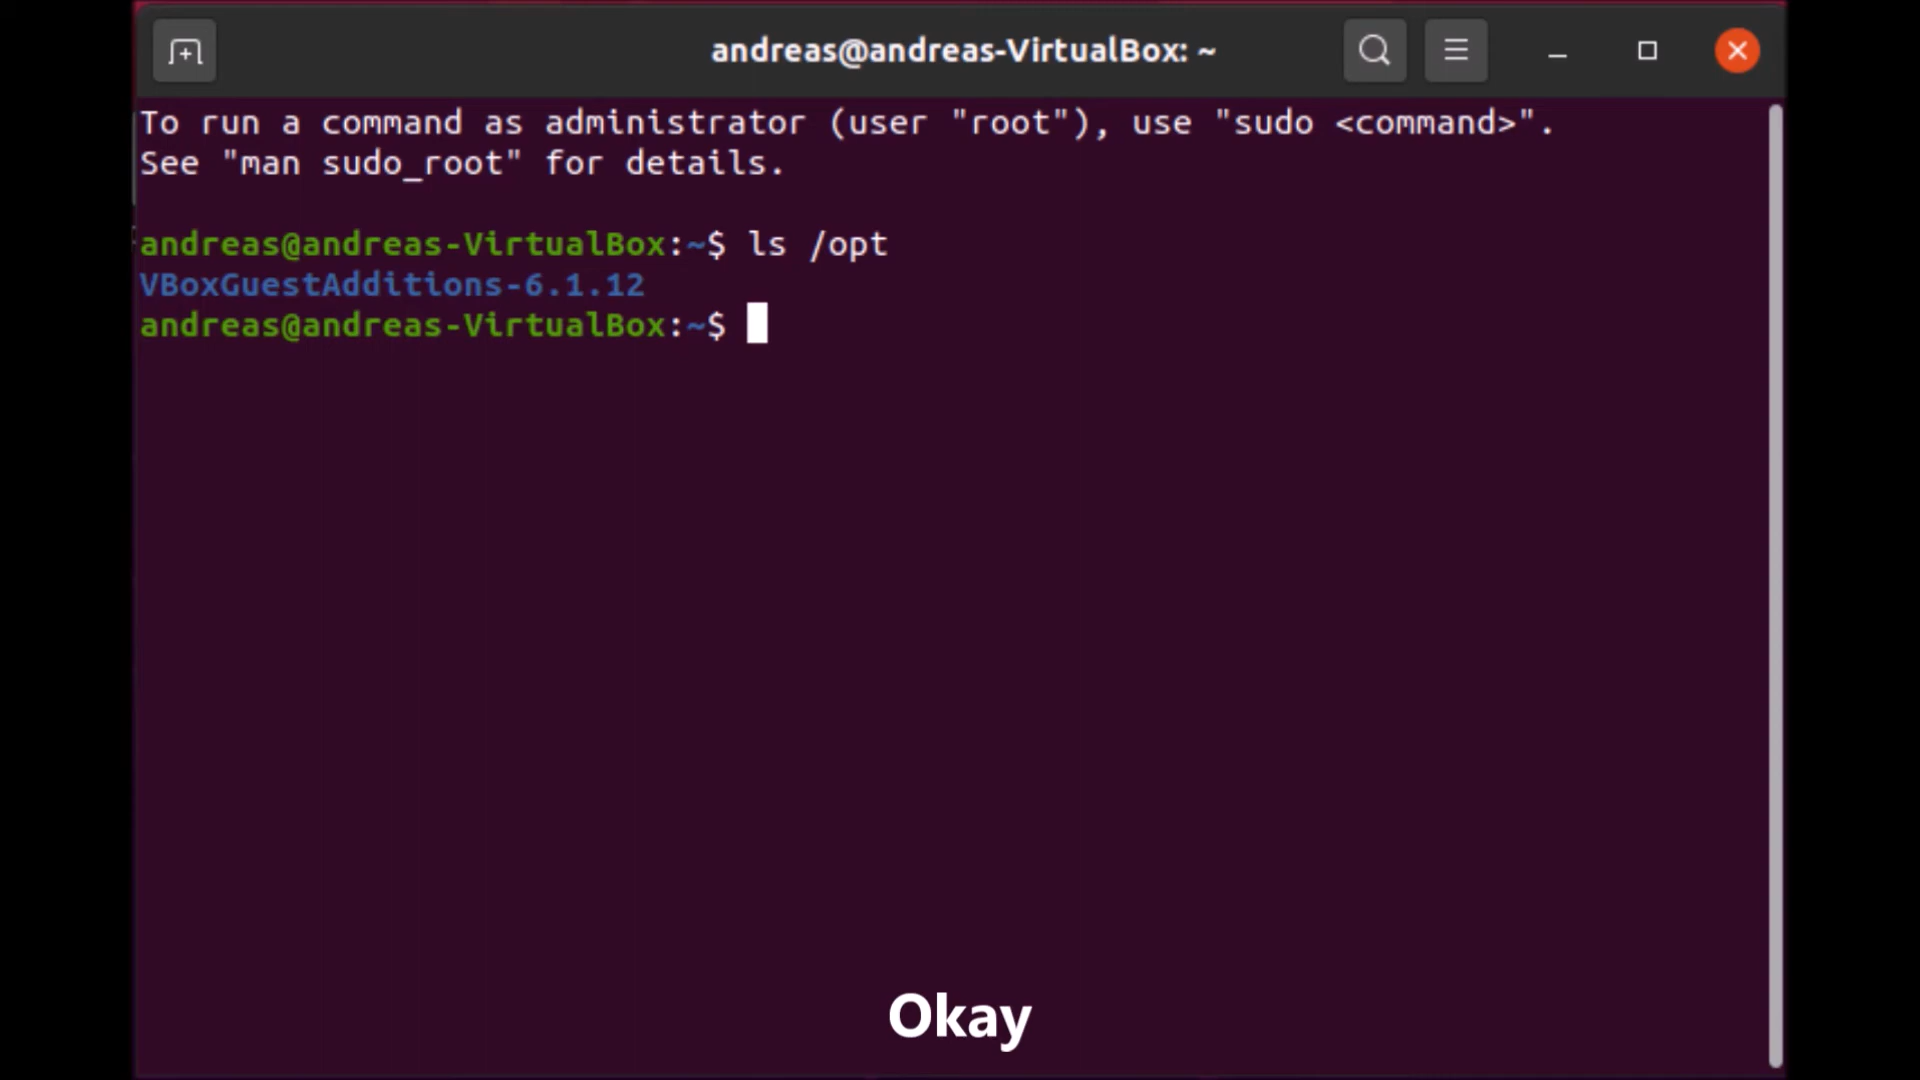 andreas@andreas-VirtualBox: ~
To run a command as administrator (user "root"), use "sudo <command>".
See "man sudo_root" for details.
andreas@andreas-VirtualBox:~$ ls /opt
VBoxGuestAdditions-6.1.12
andreas@andreas-VirtualBox:~$
Okay